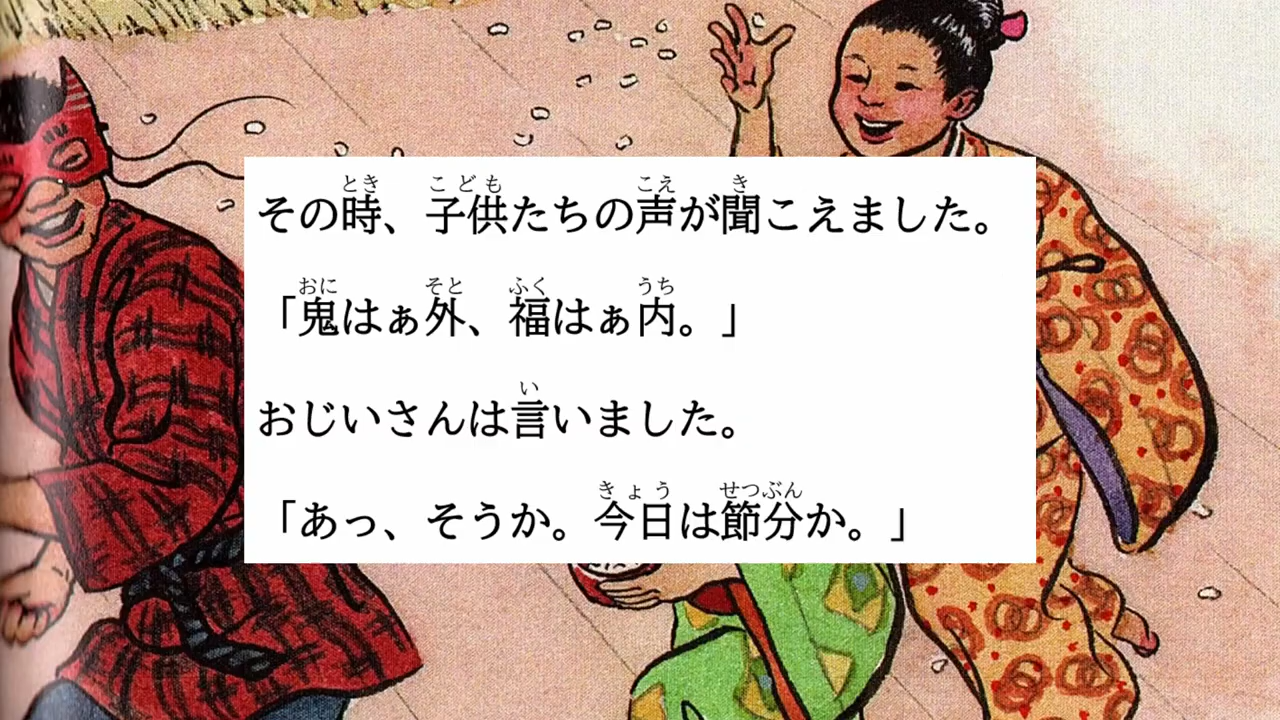 その時、子供たちの声が聞こえました。
「鬼はぁ外、福はぁ内。」
おじいさんは言いました。
「あっ、そうか。今日は節分か。」